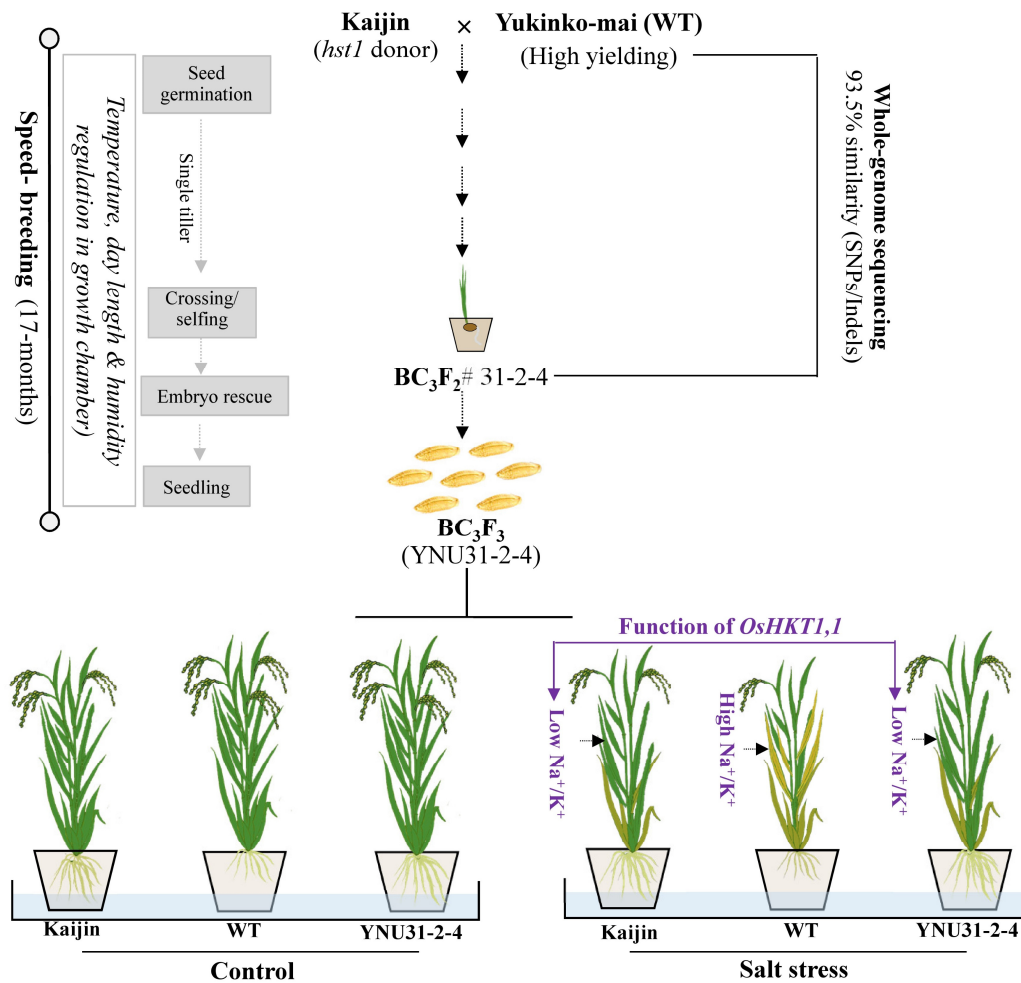 Kaijin × Yukinko-mai (WT)
(hst1 donor) (High yielding)
Speed- breeding (17-months)
Temperature, day length & humidity
regulation in growth chamber)
Seed
germination
Single tiller
Crossing/
selfing
Embryo rescue
Seedling
Whole-genome sequencing
93.5% similarity (SNPs/Indels)
BC₃F₂# 31-2-4
BC₃F₃
(YNU31-2-4)
Function of OsHKT1,1
Low Na⁺/K⁺
High Na⁺/K⁺
Low Na⁺/K⁺
Kaijin WT YNU31-2-4
Control
Kaijin WT YNU31-2-4
Salt stress